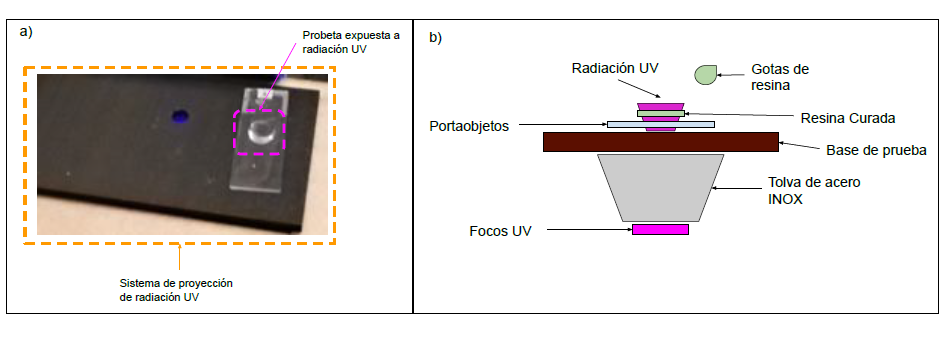 a)
Probeta expuesta a
radiación UV
Sistema de proyección
de radiación UV
b)
Radiación UV
Gotas de
resina
Portaobjetos
Resina Curada
Base de prueba
Tolva de acero
INOX
Focos UV